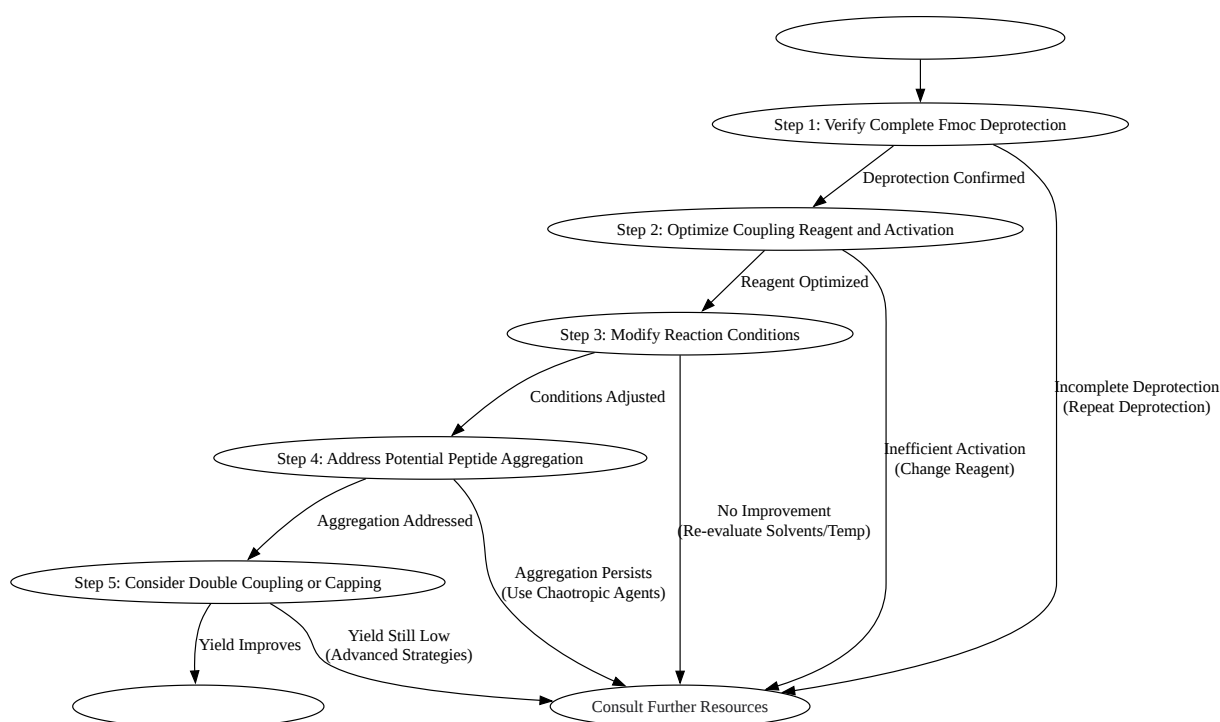 Step 1: Verify Complete Fmoc Deprotection
Deprotection Confirmed
Step 2: Optimize Coupling Reagent and Activation
Reagent Optimized
Step 3: Modify Reaction Conditions
Incomplete Deprotection
(Repeat Deprotection)
Conditions Adjusted
Inefficient Activation
(Change Reagent)
Step 4: Address Potential Peptide Aggregation
No Improvement
(Re-evaluate Solvents/Temp)
Aggregation Addressed
Aggregation Persists
(Use Chaotropic Agents)
Step 5: Consider Double Coupling or Capping
Yield Improves
Yield Still Low
(Advanced Strategies)
Consult Further Resources